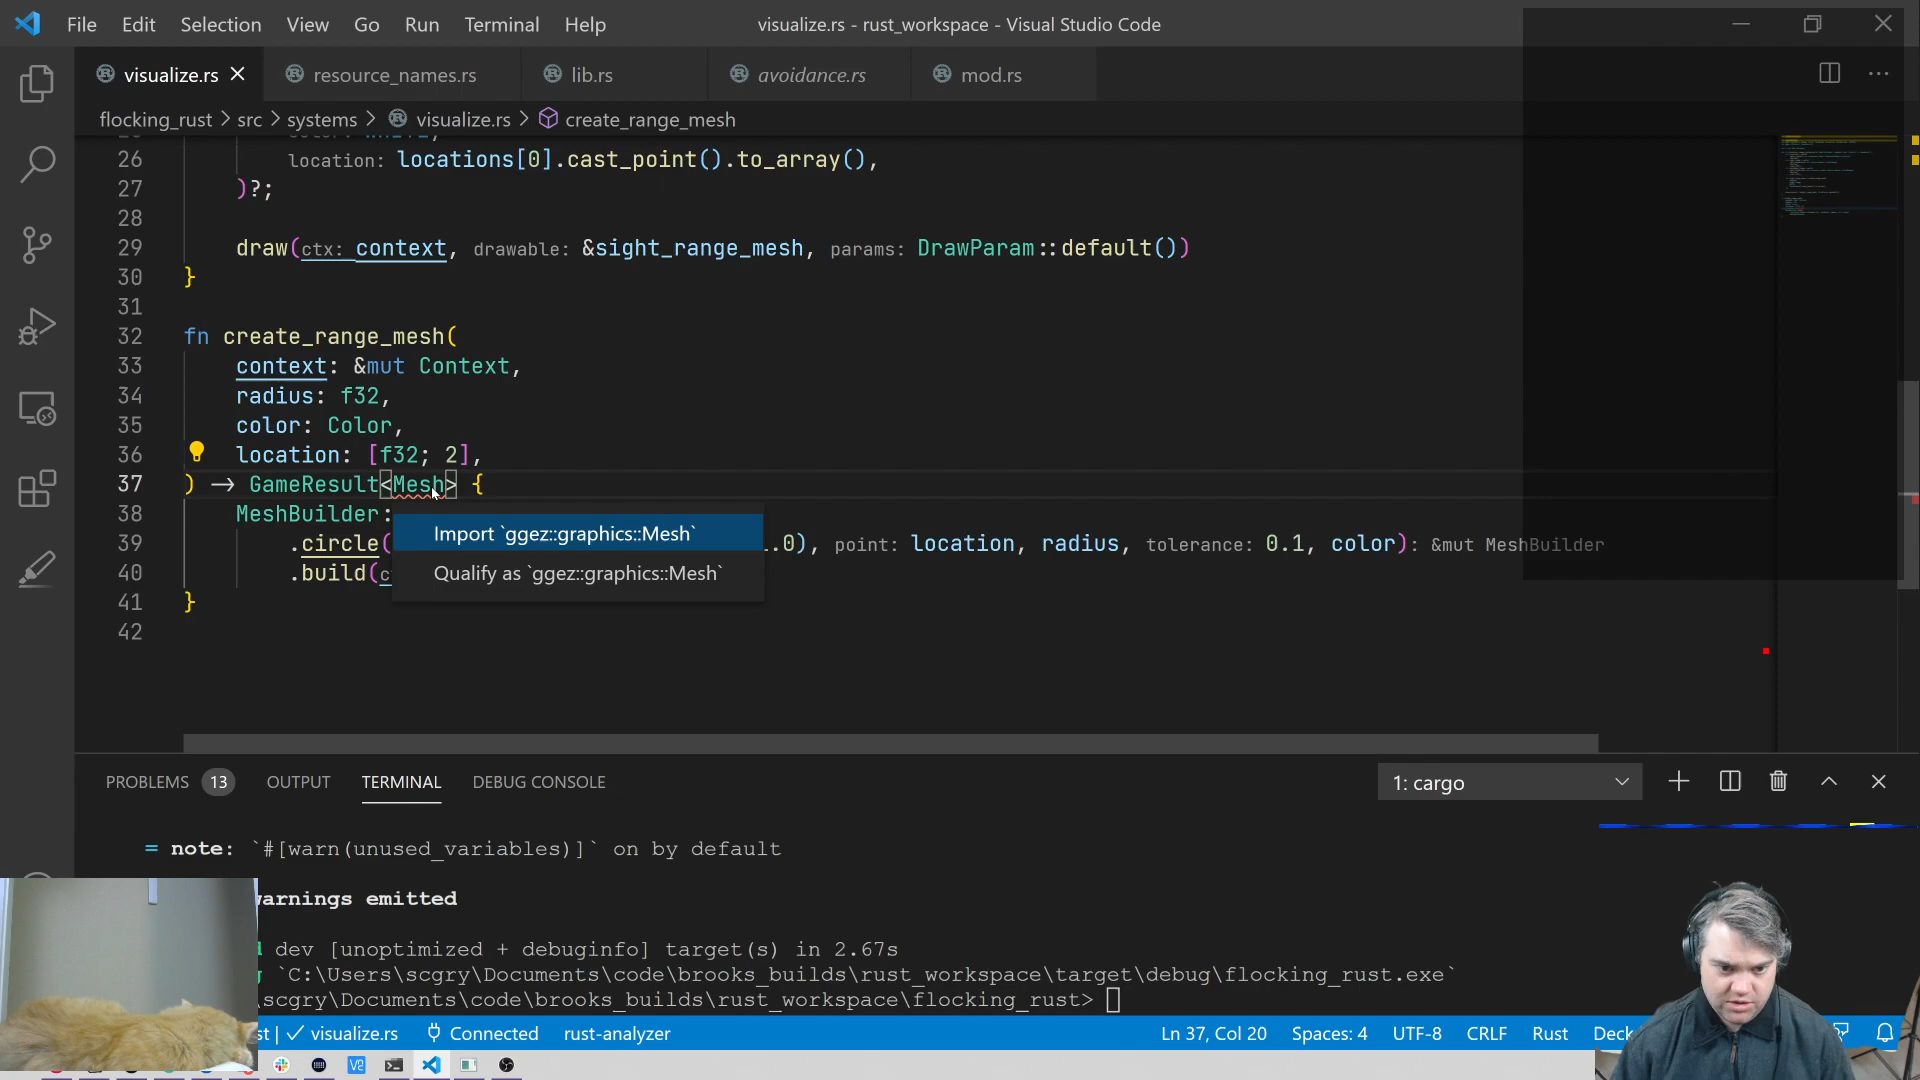 File Edit Selection View Go Run Terminal Help visualize.rs - rust_workspace - Visual Studio Code
visualize.rs resource_names.rs lib.rs avoidance.rs mod.rs
flocking_rust > src > systems > visualize.rs > create_range_mesh
26 location: locations[0].cast_point().to_array(),
27 )?;
28
29 draw(ctx: context, drawable: &sight_range_mesh, params: DrawParam::default())
30 }
31
32 fn create_range_mesh(
33 context: &mut Context,
34 radius: f32,
35 color: Color,
36 location: [f32; 2],
37 ) -> GameResult<Mesh> {
38 MeshBuilder:
Import `ggez::graphics::Mesh`
39 .circle( .0), point: location, radius, tolerance: 0.1, color): &mut MeshBuilder
40 .build(
Qualify as `ggez::graphics::Mesh`
41 }
42
PROBLEMS 13 OUTPUT TERMINAL DEBUG CONSOLE 1: cargo
= note: `#[warn(unused_variables)]` on by default
warnings emitted
d dev [unoptimized + debuginfo] target(s) in 2.67s
g `C:\Users\scgry\Documents\code\brooks_builds\rust_workspace\target\debug\flocking_rust.exe`
\scgry\Documents\code\brooks_builds\rust_workspace\flocking_rust>
st | ✓ visualize.rs Connected rust-analyzer Ln 37, Col 20 Spaces: 4 UTF-8 CRLF Rust